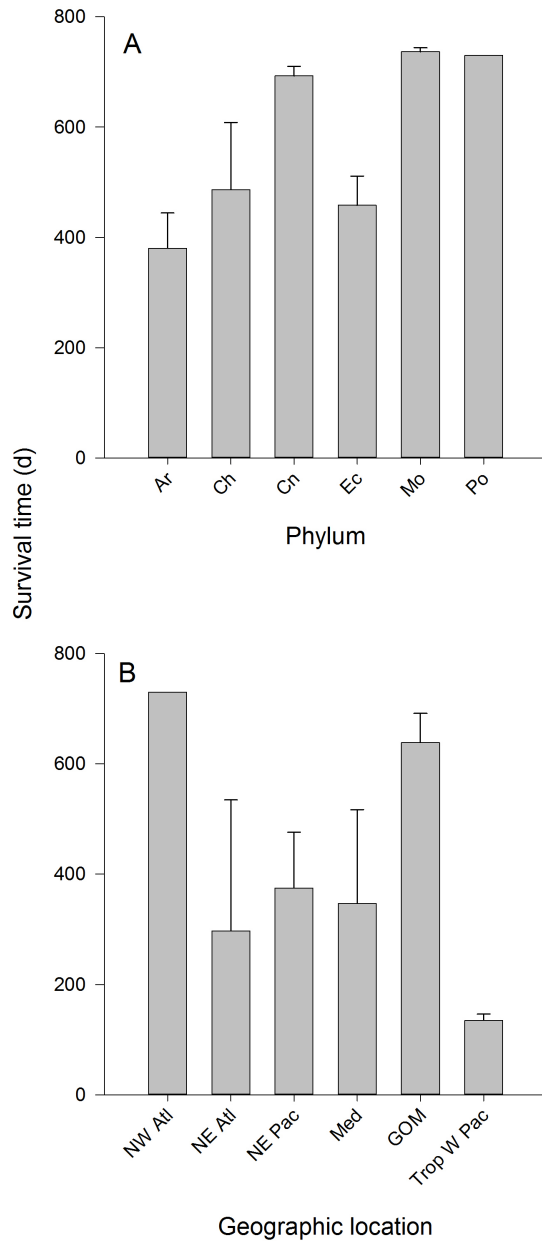 A
800
600
400
200
0
Ar Ch Cn Ec Mo Po
Phylum
Survival time (d)
B
800
600
400
200
0
NW Atl NE Atl NE Pac Med GOM Trop W Pac
Geographic location